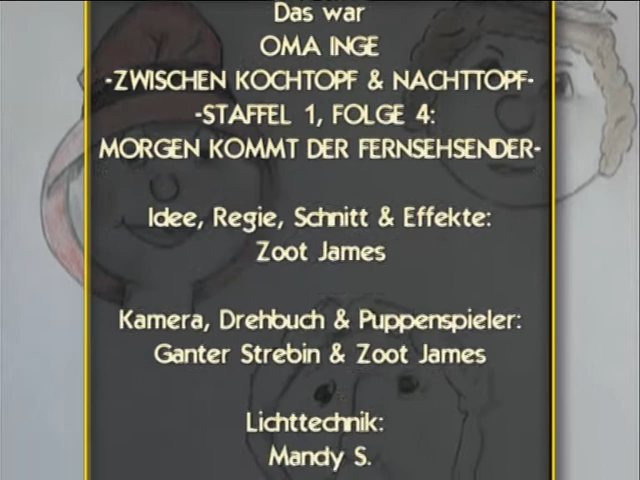 Das war
OMA INGE
-ZWISCHEN KOCHTOPF & NACHTTOPF-
-STAFFEL 1, FOLGE 4:
MORGEN KOMMT DER FERNSEHSENDER-
Idee, Regie, Schnitt & Effekte:
Zoot James
Kamera, Drehbuch & Puppenspieler:
Ganter Strebin & Zoot James
Lichttechnik:
Mandy S.